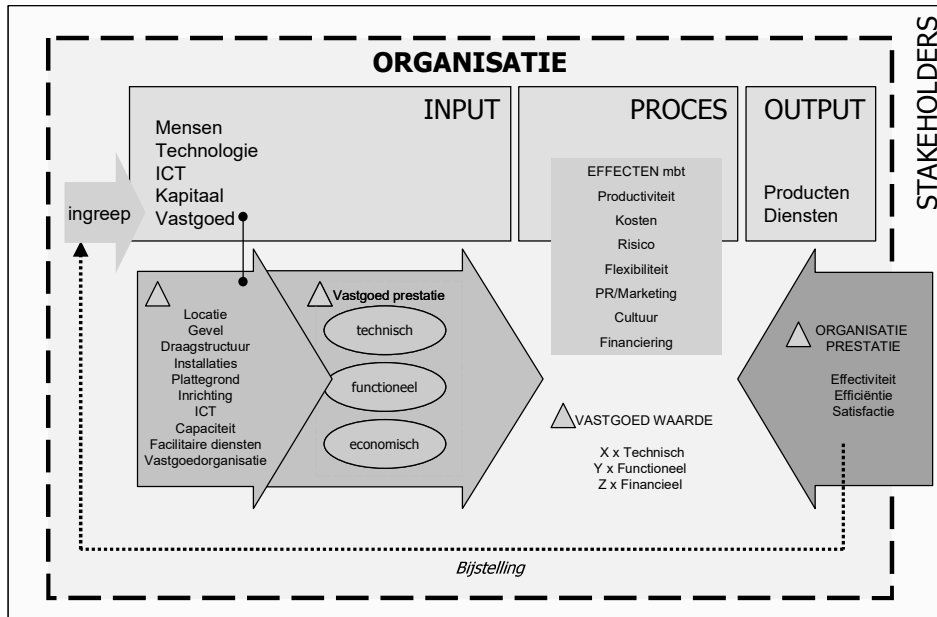 STAKEHOLDERS
ORGANISATIE
INPUT
Mensen
Technologie
ICT
Kapitaal
Vastgoed
ingreep
PROCES
EFFECTEN mbt
Productiviteit
Kosten
Risico
Flexibiliteit
PR/Marketing
Cultuur
Financiering
OUTPUT
Producten
Diensten
Locatie
Gevel
Draagstructuur
Installaties
Plattegrond
Inrichting
ICT
Capaciteit
Facilitaire diensten
Vastgoedorganisatie
Vastgoed prestatie
technisch
functioneel
economisch
VASTGOED WAARDE
X x Technisch
Y x Functioneel
Z x Financieel
ORGANISATIE
PRESTATIE
Effectiviteit
Efficiëntie
Satisfactie
Bijstelling